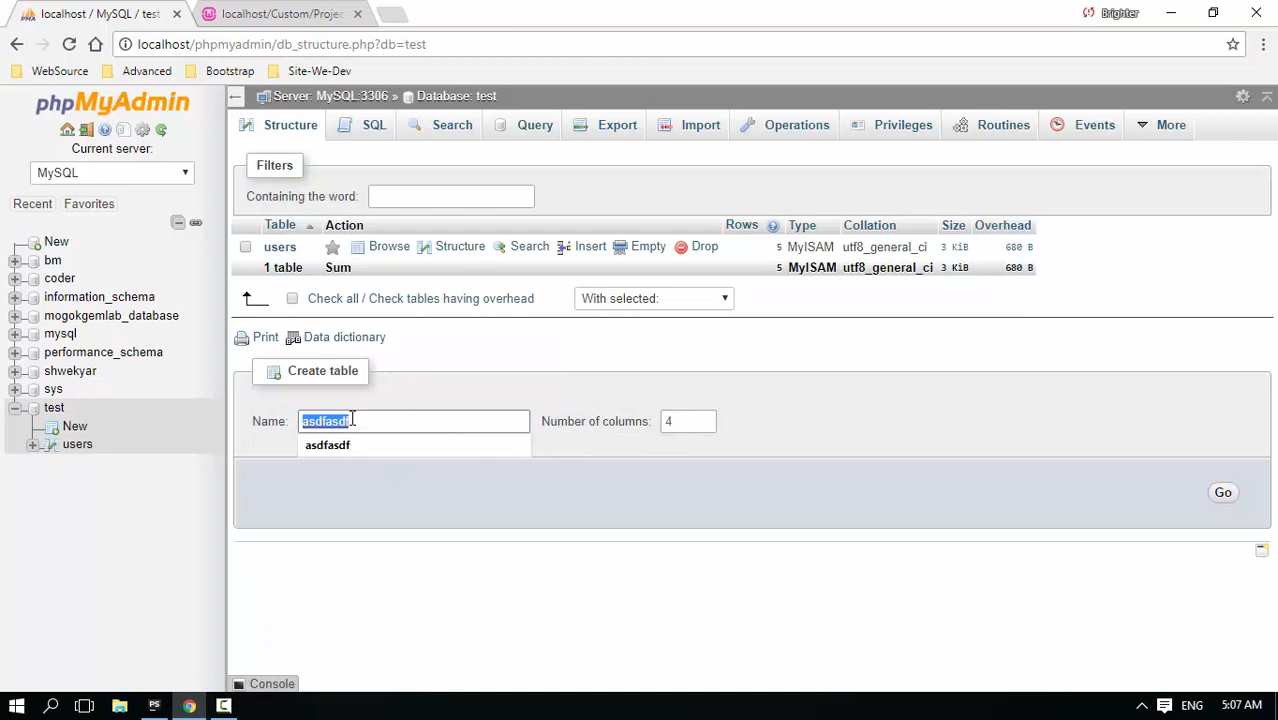 localhost / MySQL / test
localhost/Custom/Projec
Brighter
localhost/phpmyadmin/db_structure.php?db=test
WebSource Advanced Bootstrap Site-We-Dev
phpMyAdmin
Current server:
MySQL
Recent Favorites
New
bm
coder
information_schema
mogokgemlab_database
mysql
performance_schema
shwekyar
sys
test
New
users
Server: MySQL:3306 » Database: test
Structure SQL Search Query Export Import Operations Privileges Routines Events More
Filters
Containing the word:
Table Action Rows Type Collation Size Overhead
users Browse Structure Search Insert Empty Drop 5 MyISAM utf8_general_ci 3 KiB 680 B
1 table Sum 5 MyISAM utf8_general_ci 3 KiB 680 B
Check all / Check tables having overhead With selected:
Print Data dictionary
Create table
Name: asdfasdf Number of columns: 4
asdfasdf
Go
Console
PS ENG 5:07 AM